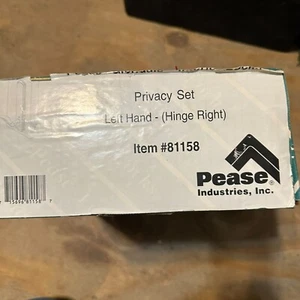 Privacy Set
Left Hand - (Hinge Right)
Item #81158
Pease®
Industries, Inc.